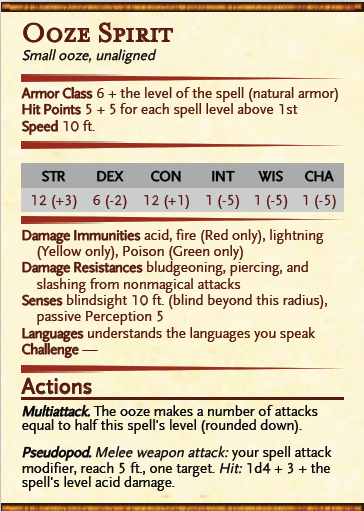 Ooze Spirit
Small ooze, unaligned
Armor Class 6 + the level of the spell (natural armor)
Hit Points 5 + 5 for each spell level above 1st
Speed 10 ft.
STR DEX CON INT WIS CHA
12 (+3) 6 (-2) 12 (+1) 1 (-5) 1 (-5) 1 (-5)
Damage Immunities acid, fire (Red only), lightning
(Yellow only), Poison (Green only)
Damage Resistances bludgeoning, piercing, and
slashing from nonmagical attacks
Senses blindsight 10 ft. (blind beyond this radius),
passive Perception 5
Languages understands the languages you speak
Challenge —
Actions
Multiattack. The ooze makes a number of attacks
equal to half this spell's level (rounded down).
Pseudopod. Melee weapon attack: your spell attack
modifier, reach 5 ft., one target. Hit: 1d4 + 3 + the
spell's level acid damage.